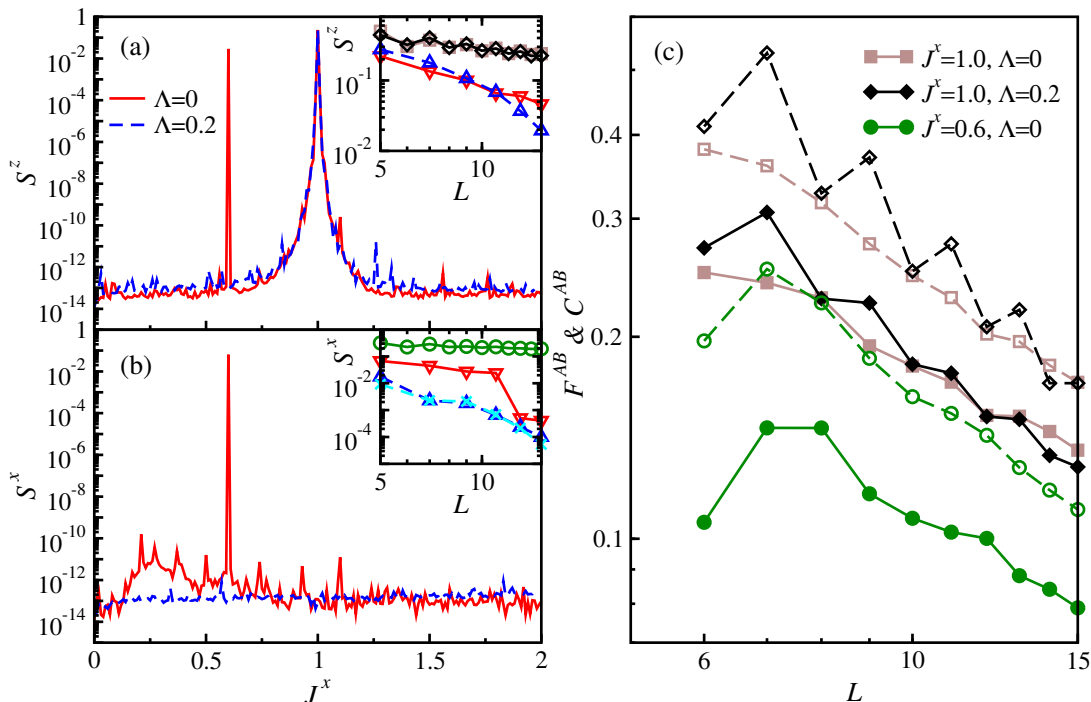 (a)
1
10^-2
10^-4
10^-6
10^-8
10^-10
10^-12
10^-14
S^z
Λ=0
Λ=0.2
S^z
10^-1
10^-2
5
10
L
(b)
1
10^-2
10^-4
10^-6
10^-8
10^-10
10^-12
10^-14
S^x
S^x
10^-2
10^-4
5
10
L
0
0.5
1
1.5
2
J^x
(c)
J^x=1.0, Λ=0
J^x=1.0, Λ=0.2
J^x=0.6, Λ=0
0.4
0.3
0.2
0.1
F^AB & C^AB
6
10
15
L